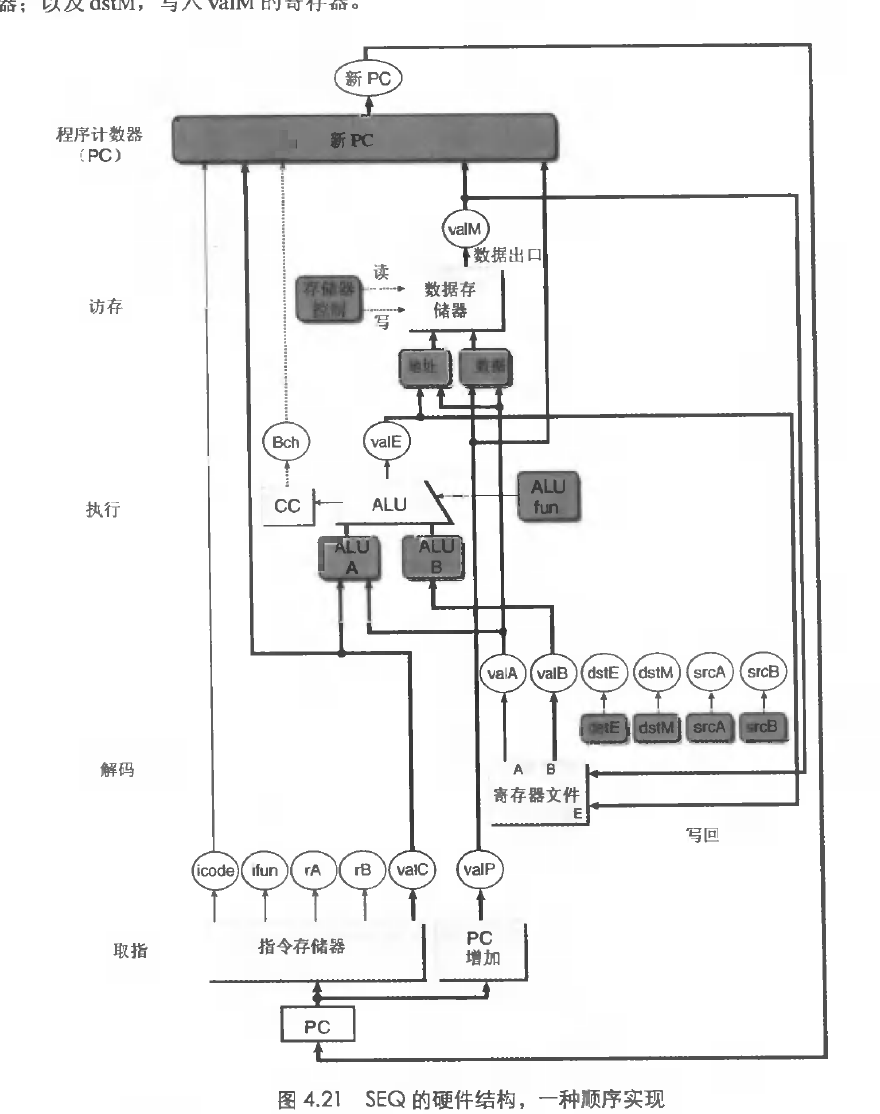 器；以及 dstM，写入 valM 的寄存器。
新 PC
程序计数器
（PC）
新 PC
valM
数据出口
访存
存储器
控制
读
写
数据存
储器
地址
数据
Bch
valE
执行
CC
ALU
ALU
fun
ALU
A
ALU
B
valA
valB
dstE
dstM
srcA
srcB
dstE
dstM
srcA
srcB
解码
A
B
寄存器文件
E
写回
icode
ifun
rA
rB
valC
valP
取指
指令存储器
PC
增加
PC
图 4.21 SEQ 的硬件结构，一种顺序实现